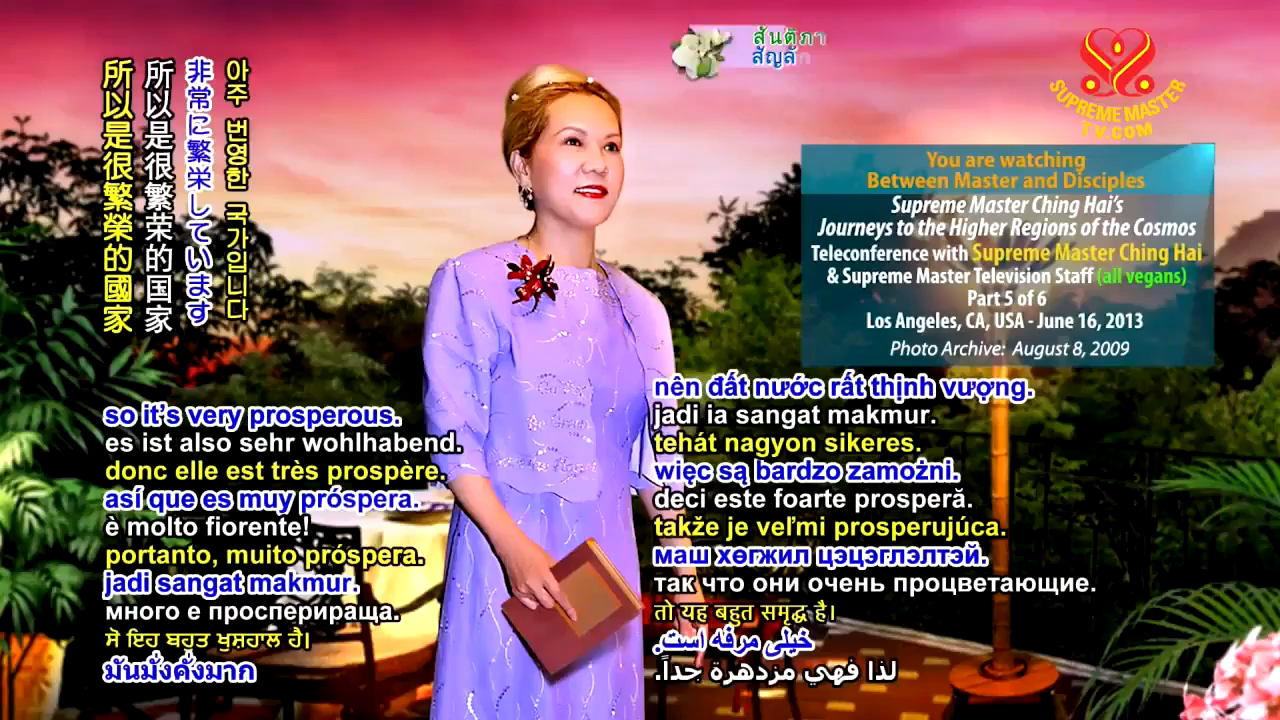 สันติภา
สัญลัก
SUPREME MASTER
TV.COM
You are watching
Between Master and Disciples
Supreme Master Ching Hai's
Journeys to the Higher Regions of the Cosmos
Teleconference with Supreme Master Ching Hai
& Supreme Master Television Staff (all vegans)
Part 5 of 6
Los Angeles, CA, USA - June 16, 2013
Photo Archive: August 8, 2009
아주 번영한 국가입니다
非常に繁栄しています
所以是很繁荣的国家
所以是很繁榮的國家
so it's very prosperous.
es ist also sehr wohlhabend.
donc elle est très prospère.
así que es muy próspera.
è molto fiorente!
portanto, muito próspera.
jadi sangat makmur.
много е просперираща.
ਸੋ ਇਹ ਬਹੁਤ ਖੁਸ਼ਹਾਲ ਹੈ।
มันมั่งคั่งมาก
nên đất nước rất thịnh vượng.
jadi ia sangat makmur.
tehát nagyon sikeres.
więc są bardzo zamożni.
deci este foarte prosperă.
takže je veľmi prosperujúca.
маш хөгжил цэцэглэлтэй.
так что они очень процветающие.
तो यह बहुत समृद्ध है।
خیلی مرفه است.
لذا فهي مزدهرة جداً.